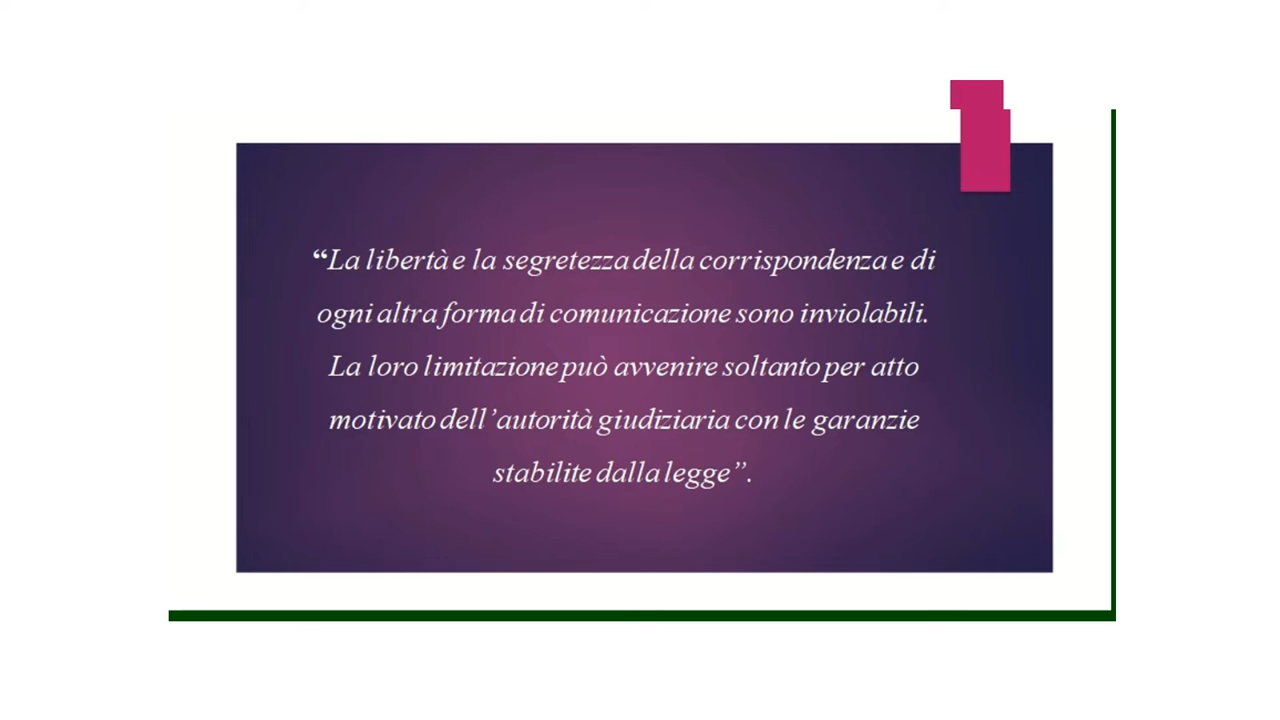 “La libertà e la segretezza della corrispondenza e di
ogni altra forma di comunicazione sono inviolabili.
La loro limitazione può avvenire soltanto per atto
motivato dell’autorità giudiziaria con le garanzie
stabilite dalla legge”.